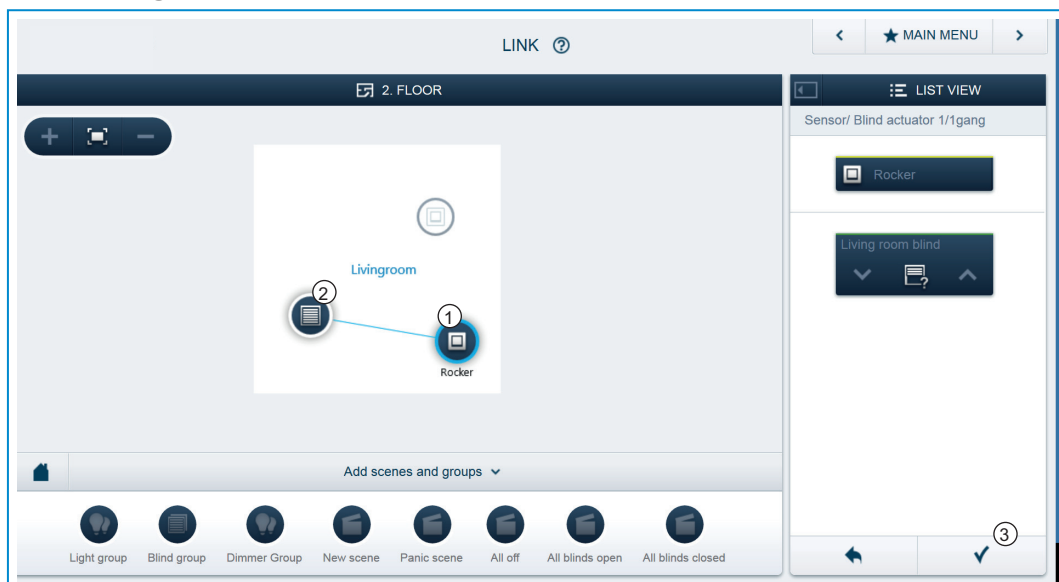 LINK ?
MAIN MENU
2. FLOOR
LIST VIEW
Sensor/ Blind actuator 1/1gang
Rocker
Living room blind
?
Livingroom
2
1
Rocker
Add scenes and groups
Light group
Blind group
Dimmer Group
New scene
Panic scene
All off
All blinds open
All blinds closed
3